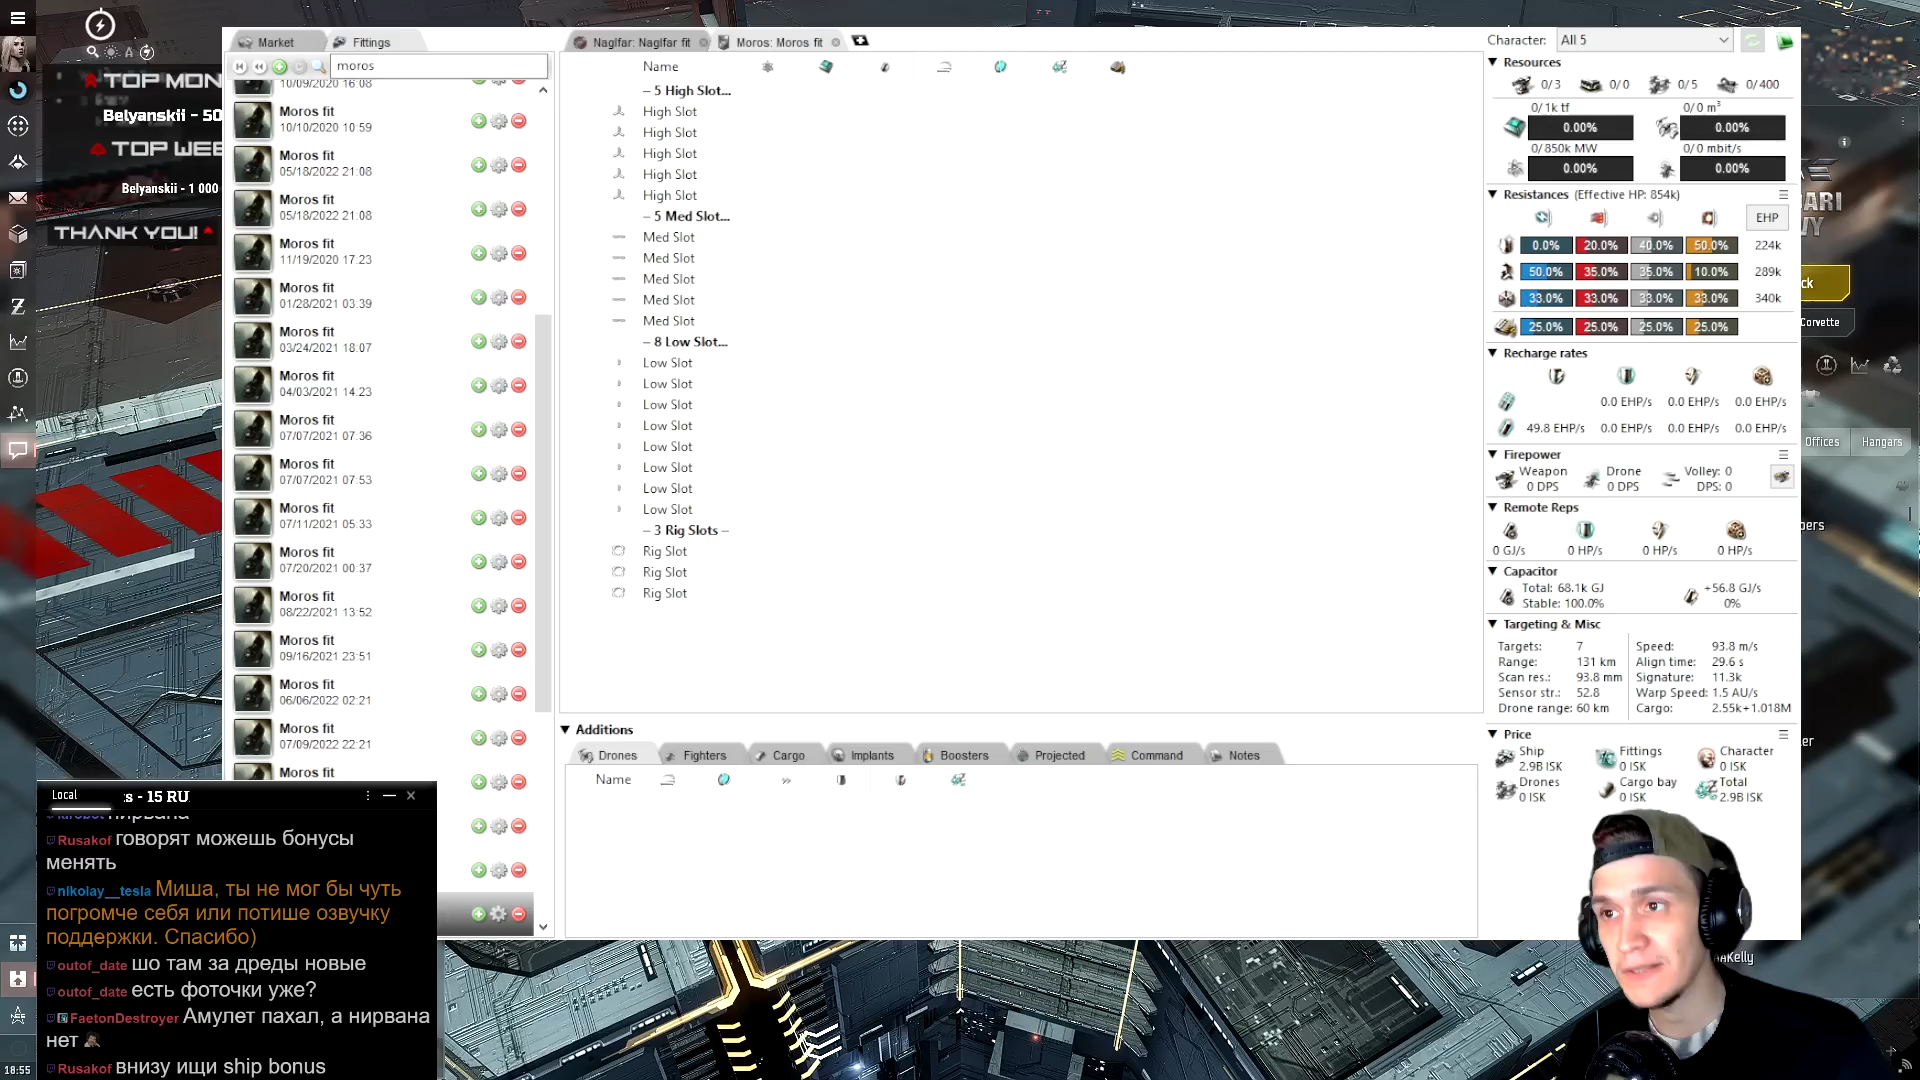 TOP MON
Belyanskii - 50
TOP WEE
Belyanskii - 1 000
THANK YOU!
Market
Fittings
moros
10/09/2020 16:08
Moros fit
10/10/2020 10:59
Moros fit
05/18/2022 21:08
Moros fit
05/18/2022 21:08
Moros fit
11/19/2020 17:23
Moros fit
01/28/2021 03:39
Moros fit
03/24/2021 18:07
Moros fit
04/03/2021 14:23
Moros fit
07/07/2021 07:36
Moros fit
07/07/2021 07:53
Moros fit
07/11/2021 05:33
Moros fit
07/20/2021 00:37
Moros fit
08/22/2021 13:52
Moros fit
09/16/2021 23:51
Moros fit
06/06/2022 02:21
Moros fit
07/09/2022 22:21
Moros fit
Naglfar: Naglfar fit
Moros: Moros fit
Name
– 5 High Slot...
High Slot
High Slot
High Slot
High Slot
High Slot
– 5 Med Slot...
Med Slot
Med Slot
Med Slot
Med Slot
Med Slot
– 8 Low Slot...
Low Slot
Low Slot
Low Slot
Low Slot
Low Slot
Low Slot
Low Slot
Low Slot
– 3 Rig Slots –
Rig Slot
Rig Slot
Rig Slot
Additions
Drones
Fighters
Cargo
Implants
Boosters
Projected
Command
Notes
Name
Character:
All 5
Resources
0/3 0/0 0/5 0/400
0/1k tf 0/0 m³
0.00% 0.00%
0/850k MW 0/0 mbit/s
0.00% 0.00%
Resistances (Effective HP: 854k)
EHP
0.0% 20.0% 40.0% 50.0% 224k
50.0% 35.0% 35.0% 10.0% 289k
33.0% 33.0% 33.0% 33.0% 340k
25.0% 25.0% 25.0% 25.0%
Recharge rates
0.0 EHP/s 0.0 EHP/s 0.0 EHP/s
49.8 EHP/s 0.0 EHP/s 0.0 EHP/s 0.0 EHP/s
Firepower
Weapon Drone Volley: 0
0 DPS 0 DPS DPS: 0
Remote Reps
0 GJ/s 0 HP/s 0 HP/s 0 HP/s
Capacitor
Total: 68.1k GJ +56.8 GJ/s
Stable: 100.0% 0%
Targeting & Misc
Targets: 7 Speed: 93.8 m/s
Range: 131 km Align time: 29.6 s
Scan res.: 93.8 mm Signature: 11.3k
Sensor str.: 52.8 Warp Speed: 1.5 AU/s
Drone range: 60 km Cargo: 2.55k+1.018M
Price
Ship Fittings Character
2.9B ISK 0 ISK 0 ISK
Drones Cargo bay Total
0 ISK 0 ISK 2.9B ISK
ARI
Corvette
Offices
Hangars
Local
s - 15 RU
нирвана
Rusakof говорят можешь бонусы
менять
nikolay__tesla Миша, ты не мог бы чуть
погромче себя или потише озвучку
поддержки. Спасибо)
outof_date шо там за дреды новые
outof_date есть фоточки уже?
FaetonDestroyer Амулет пахал, а нирвана
нет
Rusakof внизу ищи ship bonus
18:55